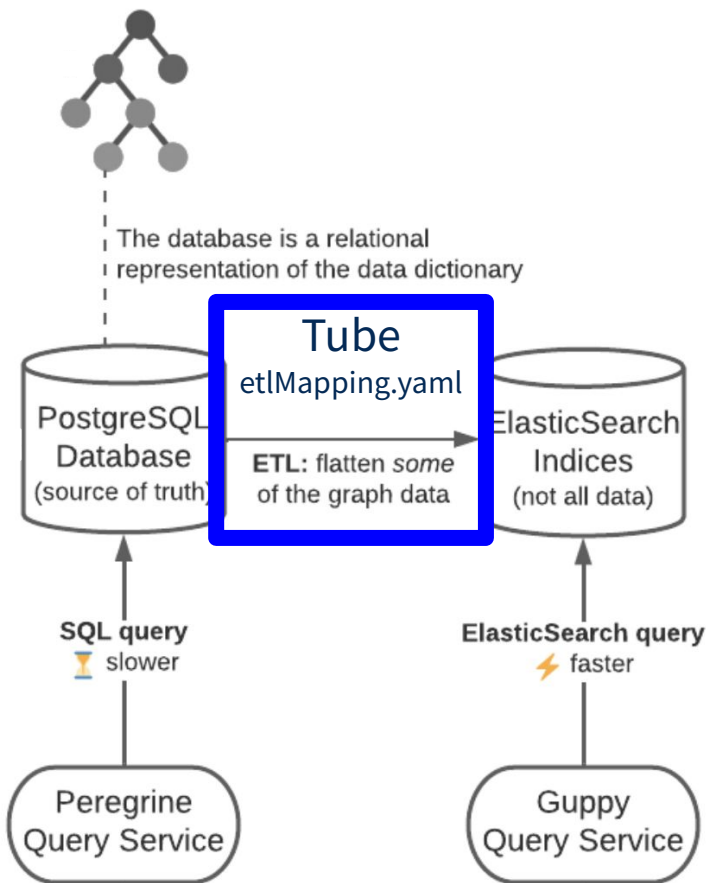 The database is a relational
representation of the data dictionary
Tube
etlMapping.yaml
PostgreSQL
Database
(source of truth)
ETL: flatten some
of the graph data
ElasticSearch
Indices
(not all data)
SQL query
⏳ slower
ElasticSearch query
⚡ faster
Peregrine
Query Service
Guppy
Query Service